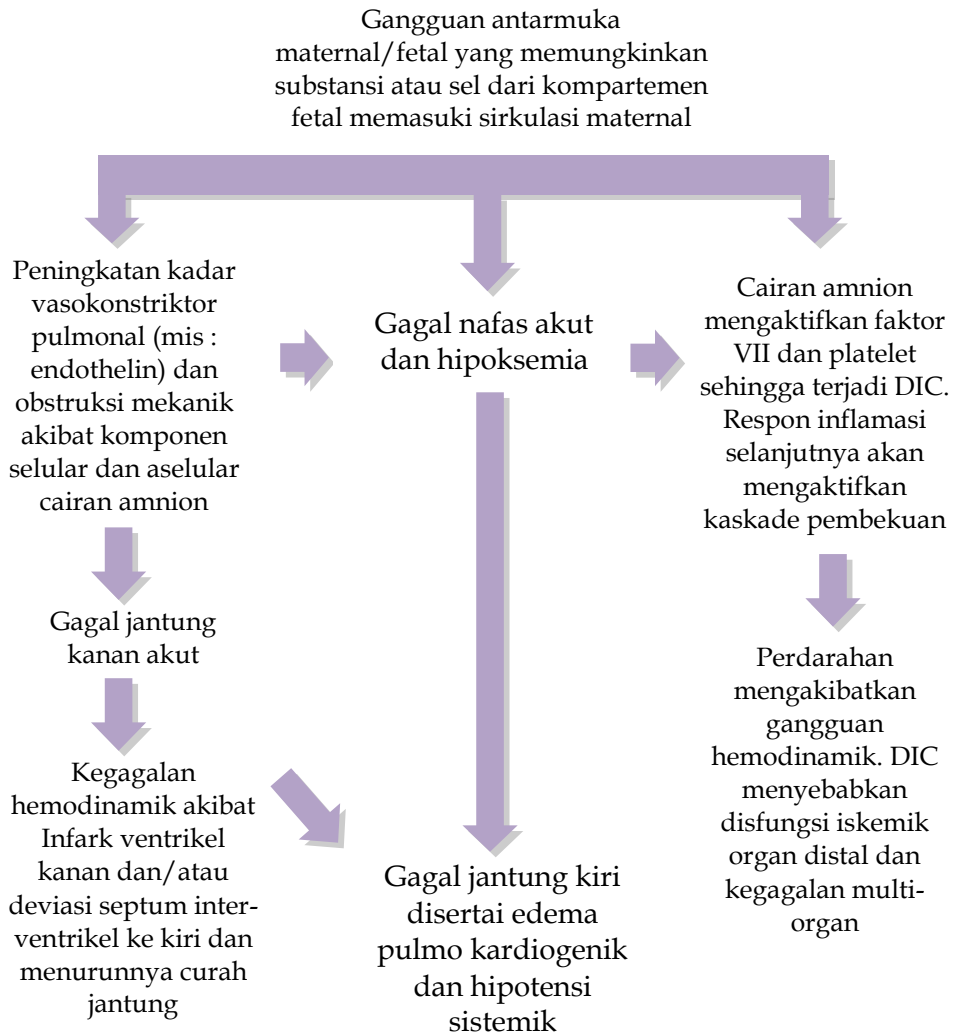 Gangguan antarmuka
maternal/fetal yang memungkinkan
substansi atau sel dari kompartemen
fetal memasuki sirkulasi maternal
Peningkatan kadar
vasokonstriktor
pulmonal (mis :
endothelin) dan
obstruksi mekanik
akibat komponen
selular dan aselular
cairan amnion
Gagal nafas akut
dan hipoksemia
Cairan amnion
mengaktifkan faktor
VII dan platelet
sehingga terjadi DIC.
Respon inflamasi
selanjutnya akan
mengaktifkan
kaskade pembekuan
Gagal jantung
kanan akut
Perdarahan
mengakibatkan
gangguan
hemodinamik. DIC
menyebabkan
disfungsi iskemik
organ distal dan
kegagalan multi-
organ
Kegagalan
hemodinamik akibat
Infark ventrikel
kanan dan/atau
deviasi septum inter-
ventrikel ke kiri dan
menurunnya curah
jantung
Gagal jantung kiri
disertai edema
pulmo kardiogenik
dan hipotensi
sistemik